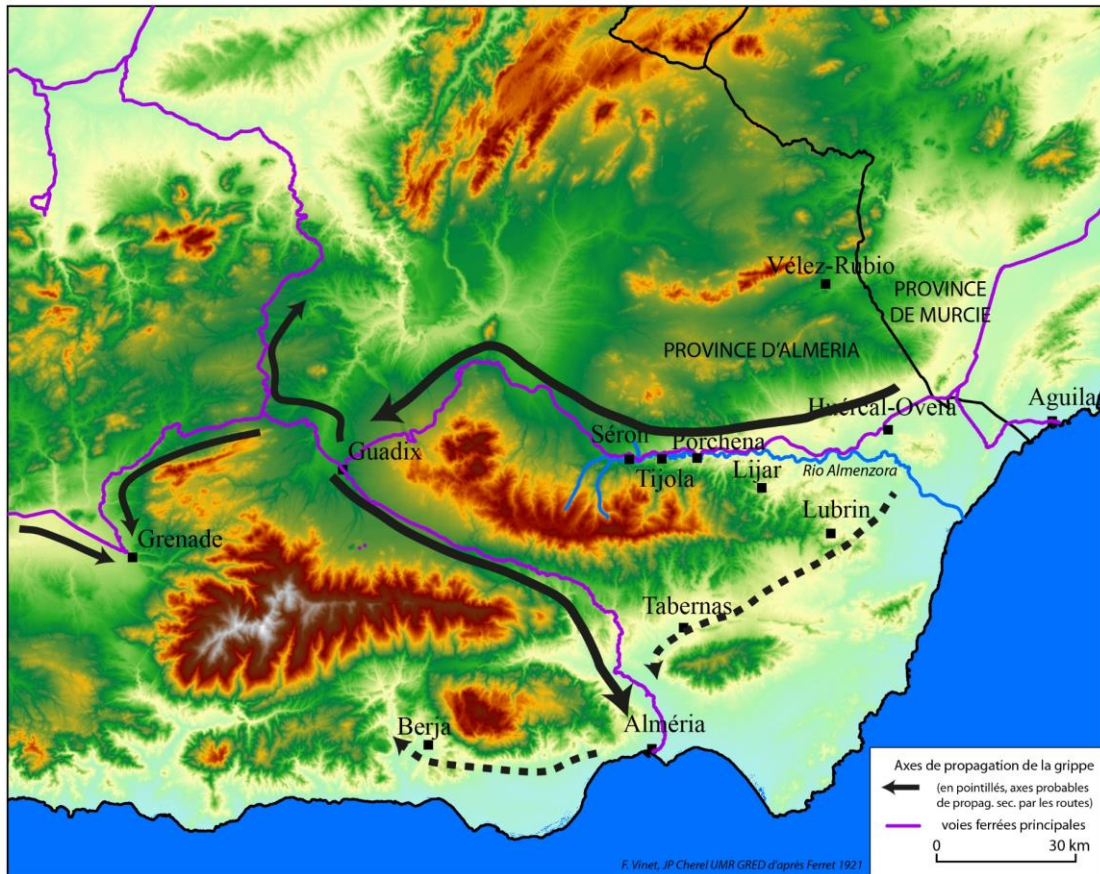 Vélez-Rubio
PROVINCE
DE MURCIE
PROVINCE D'ALMERIA
Aguila
Huércal-Overa
Séron
Porchena
Guadix
Tijola
Lijar
Rio Almenzora
Lubrin
Grenade
Tabernas
Berja
Alméria
Axes de propagation de la grippe
(en pointillés, axes probables
de propag. sec. par les routes)
voies ferrées principales
0 30 km
F. Vinet, JP Cherel UMR GRED d'après Ferret 1921